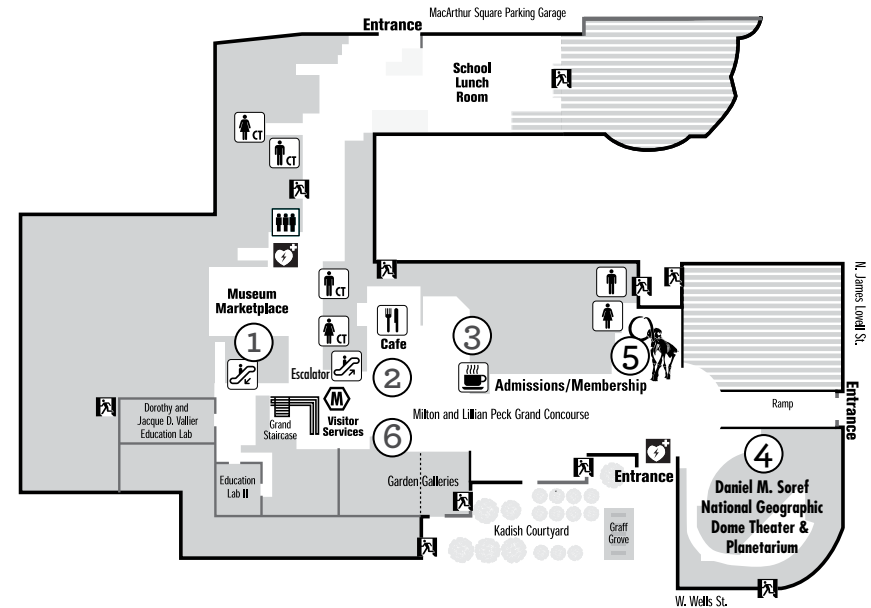 MacArthur Square Parking Garage
Entrance
School
Lunch
Room
CT
CT
Museum
Marketplace
CT
CT
1
Escalator
Cafe
2
3
5
Admissions/Membership
N. James Lovell St.
Entrance
Ramp
Dorothy and
Jacque D. Vallier
Education Lab
Grand
Staircase
M
Visitor
Services
Milton and Lillian Peck Grand Concourse
6
Education
Lab II
Garden Galleries
Entrance
4
Daniel M. Soref
National Geographic
Dome Theater &
Planetarium
Kadish Courtyard
Graff
Grove
W. Wells St.